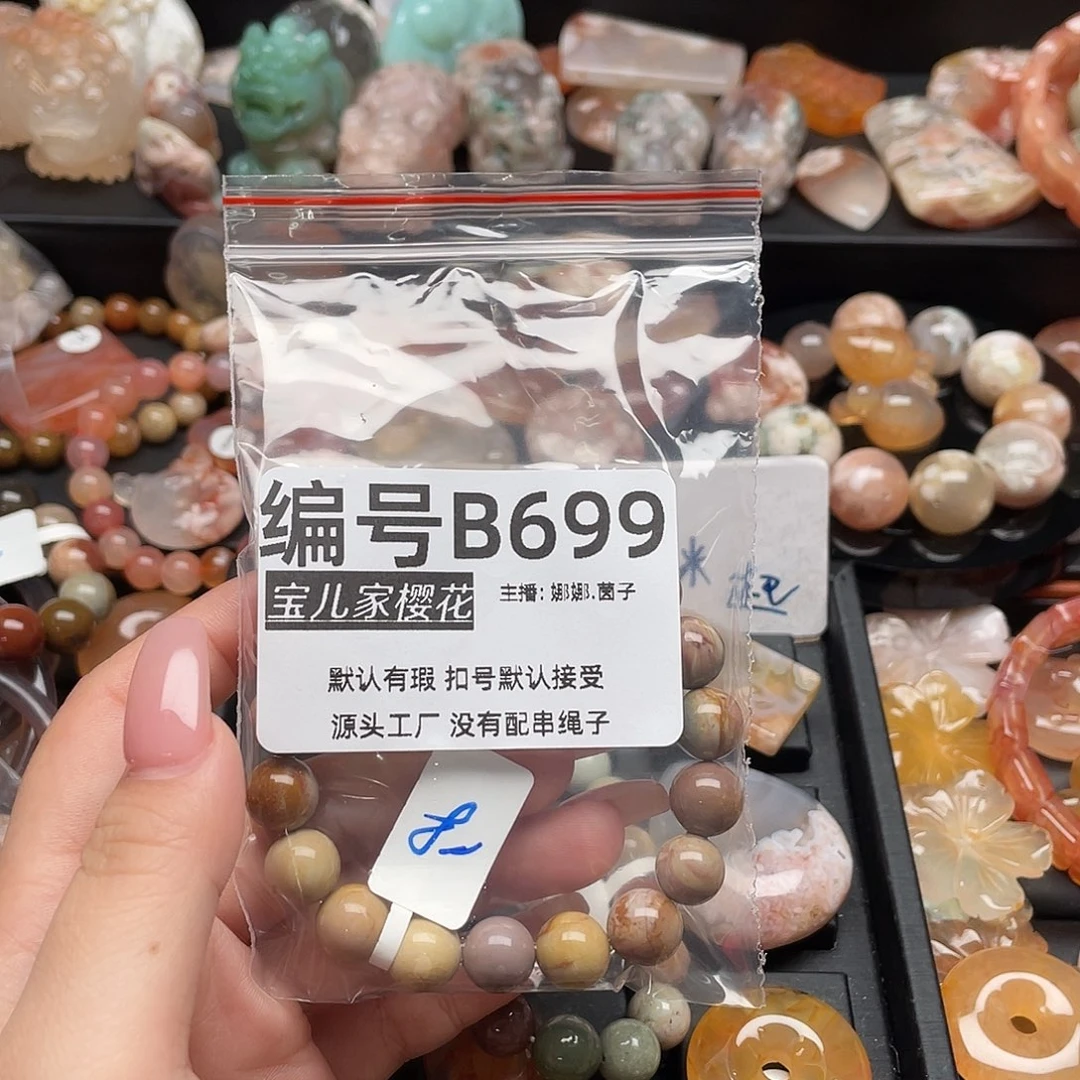 编号B699
宝儿家樱花 主播：娜娜.茵子
默认有瑕 扣号默认接受
源头工厂 没有配串绳子